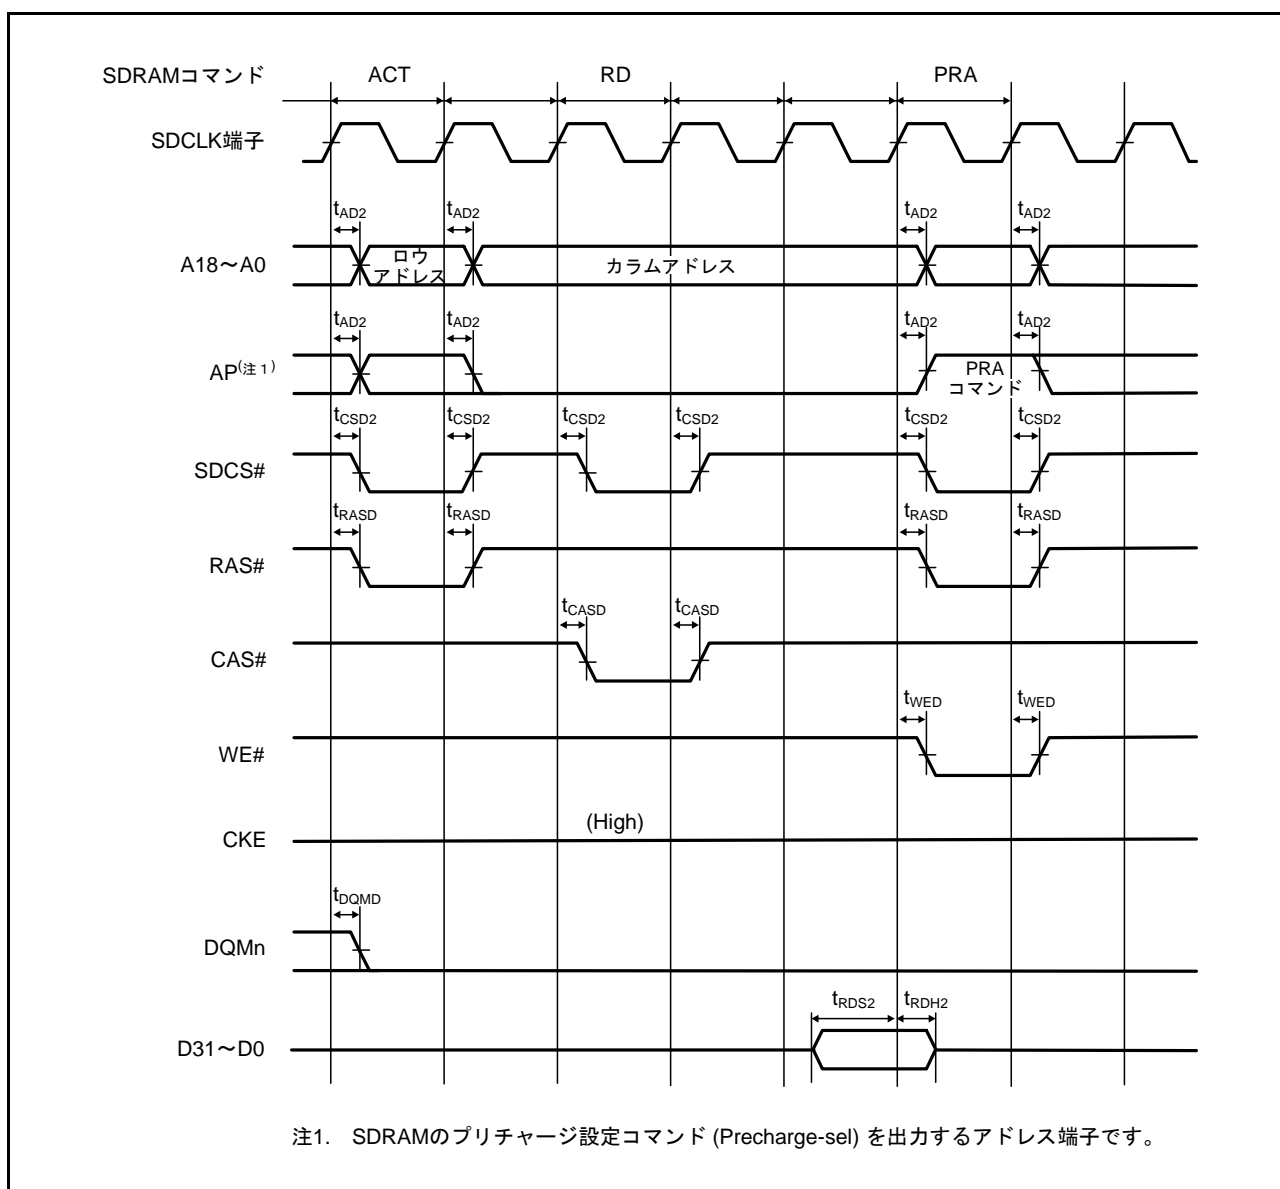 SDRAMコマンド ACT RD PRA
SDCLK端子
tAD2 tAD2 tAD2 tAD2
A18～A0 ロウ アドレス カラムアドレス
tAD2 tAD2 tAD2 tAD2
AP(注1) PRA コマンド
tCSD2 tCSD2 tCSD2 tCSD2 tCSD2 tCSD2
SDCS#
tRASD tRASD tRASD tRASD
RAS#
tCASD tCASD
CAS#
tWED tWED
WE#
(High)
CKE
tDQMD
DQMn
tRDS2 tRDH2
D31～D0
注1. SDRAMのプリチャージ設定コマンド (Precharge-sel) を出力するアドレス端子です。